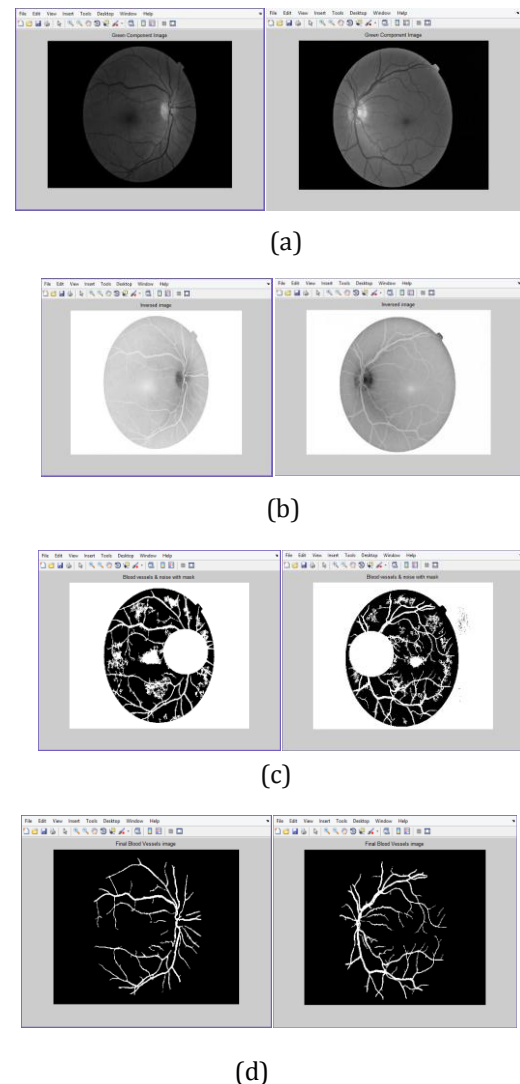 File Edit View Insert Tools Desktop Window Help
Green Component Image
File Edit View Insert Tools Desktop Window Help
Green Component Image
(a)
File Edit View Insert Tools Desktop Window Help
Inversed image
File Edit View Insert Tools Desktop Window Help
Inversed image
(b)
File Edit View Insert Tools Desktop Window Help
Blood vessels & noise with mask
File Edit View Insert Tools Desktop Window Help
Blood vessels & noise with mask
(c)
File Edit View Insert Tools Desktop Window Help
Final Blood Vessels image
File Edit View Insert Tools Desktop Window Help
Final Blood Vessels image
(d)